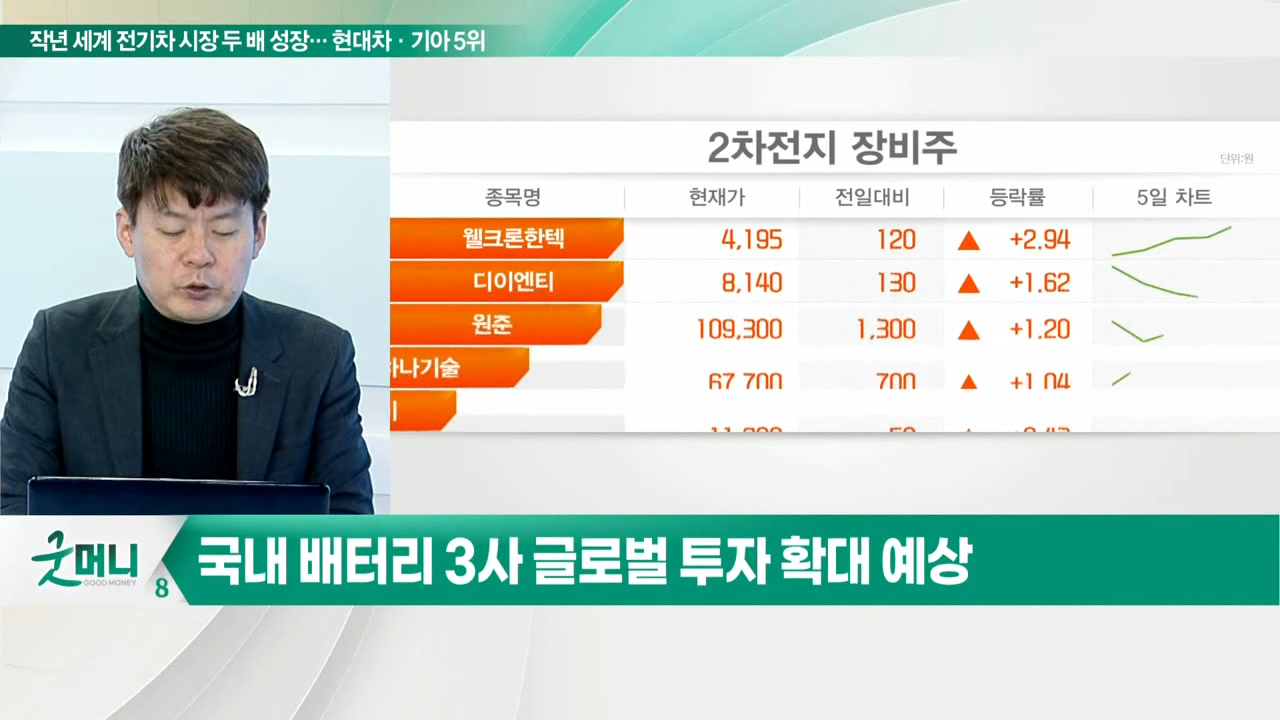 작년 세계 전기차 시장 두 배 성장… 현대차·기아 5위
2차전지 장비주
단위:원
종목명 현재가 전일대비 등락률 5일 차트
웰크론한텍 4,195 120 ▲ +2.94
디이엔티 8,140 130 ▲ +1.62
원준 109,300 1,300 ▲ +1.20
하나기술 67,700 700 ▲ +1.04
굿머니
GOOD MONEY
8
국내 배터리 3사 글로벌 투자 확대 예상